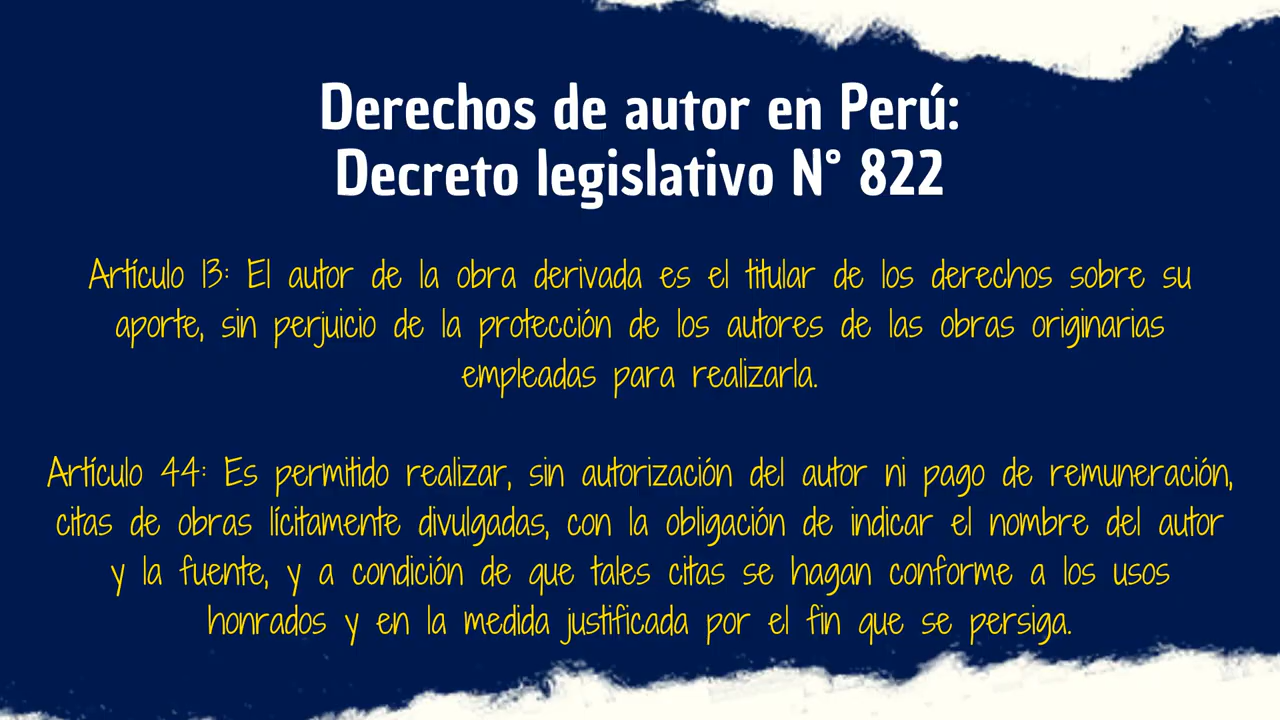 Derechos de autor en Perú:
Decreto legislativo N° 822
Artículo 13: El autor de la obra derivada es el titular de los derechos sobre su
aporte, sin perjuicio de la protección de los autores de las obras originarias
empleadas para realizarla.
Artículo 44: Es permitido realizar, sin autorización del autor ni pago de remuneración,
citas de obras lícitamente divulgadas, con la obligación de indicar el nombre del autor
y la fuente, y a condición de que tales citas se hagan conforme a los usos
honrados y en la medida justificada por el fin que se persiga.